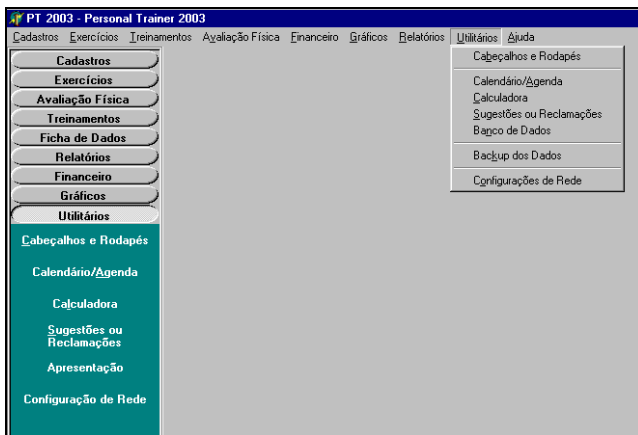 PT 2003 - Personal Trainer 2003
Cadastros Exercícios Treinamentos Avaliação Física Financeiro Gráficos Relatórios Utilitários Ajuda
Cabeçalhos e Rodapés
Calendário/Agenda
Calculadora
Sugestões ou Reclamações
Banco de Dados
Backup dos Dados
Configurações de Rede
Cadastros
Exercícios
Avaliação Física
Treinamentos
Ficha de Dados
Relatórios
Financeiro
Gráficos
Utilitários
Cabeçalhos e Rodapés
Calendário/Agenda
Calculadora
Sugestões ou
Reclamações
Apresentação
Configuração de Rede